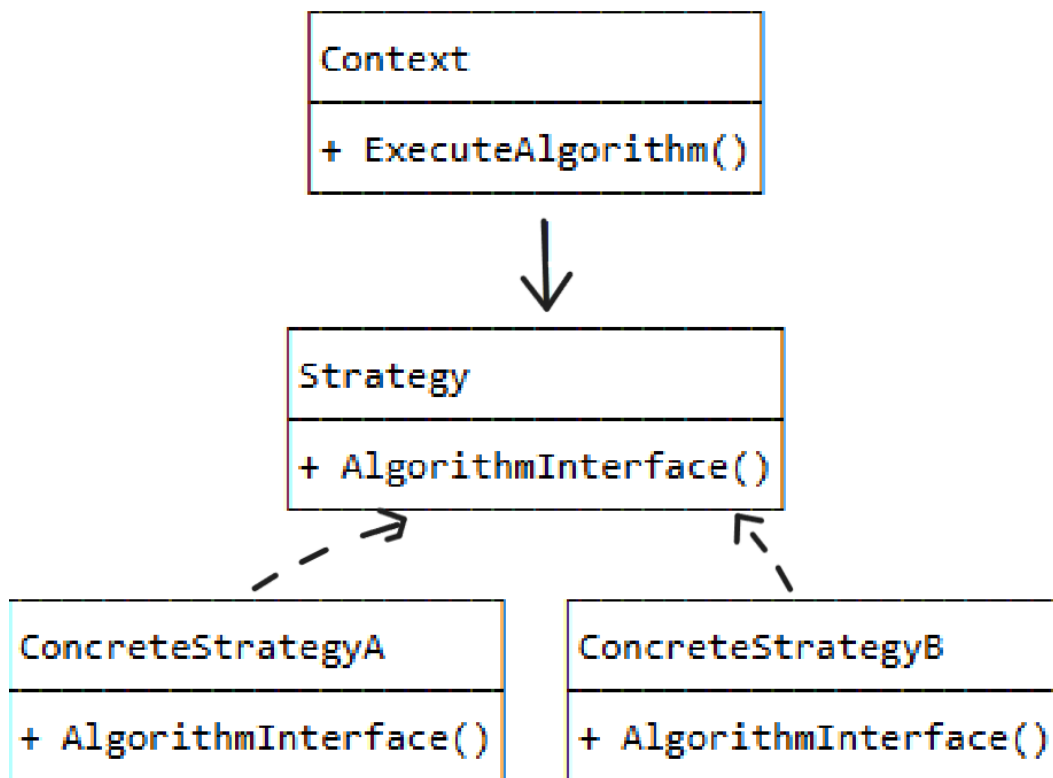 Context
+ ExecuteAlgorithm()
Strategy
+ AlgorithmInterface()
ConcreteStrategyA
+ AlgorithmInterface()
ConcreteStrategyB
+ AlgorithmInterface()